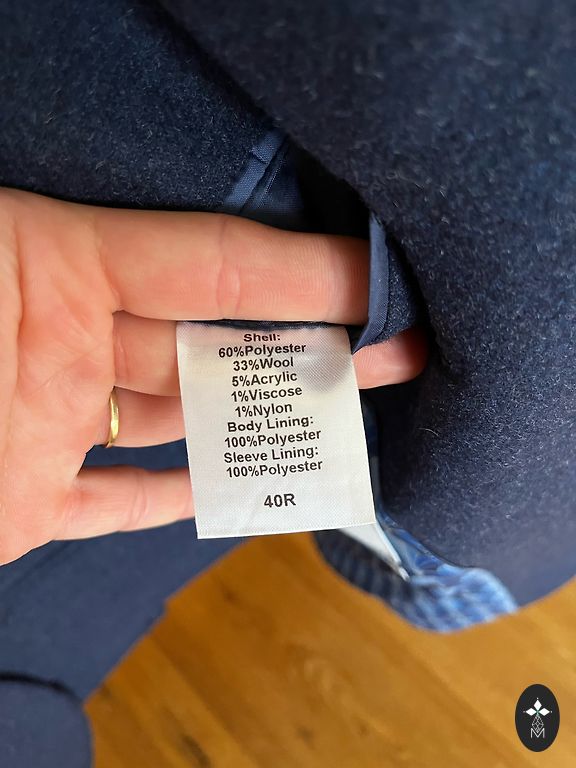 Shell:
60%Polyester
33%Wool
5%Acrylic
1%Viscose
1%Nylon
Body Lining:
100%Polyester
Sleeve Lining:
100%Polyester
40R
M